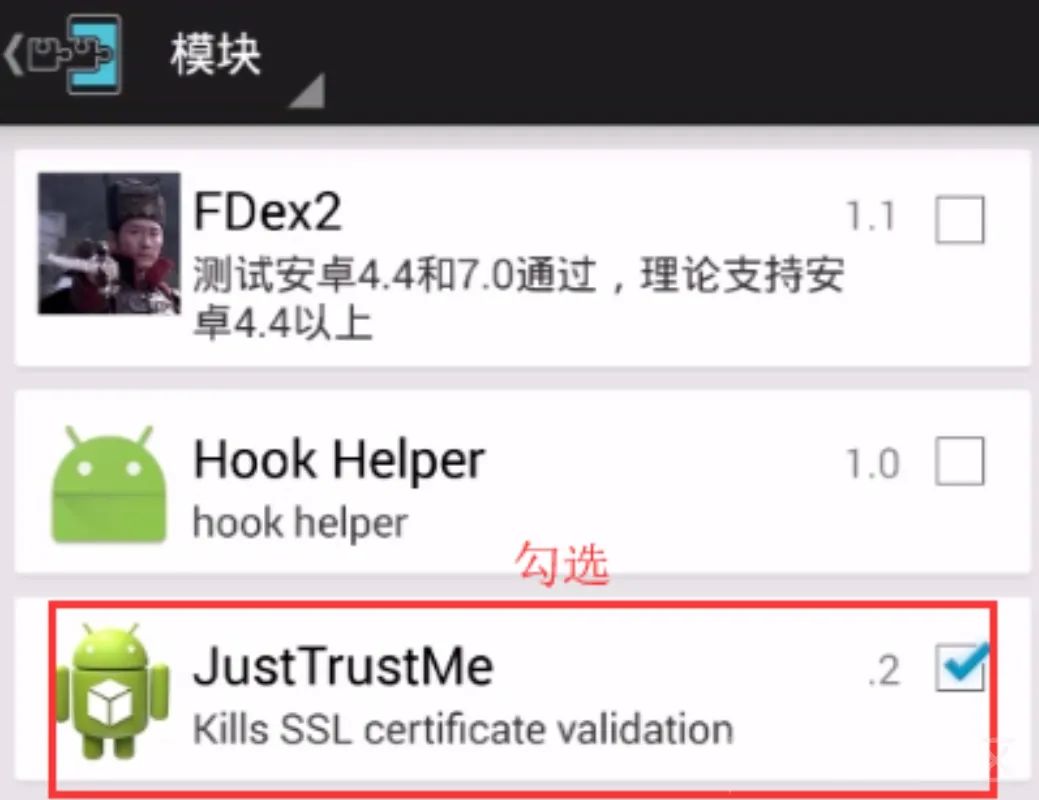 模块
FDex2 1.1
测试安卓4.4和7.0通过，理论支持安
卓4.4以上
Hook Helper 1.0
hook helper
勾选
JustTrustMe .2
Kills SSL certificate validation